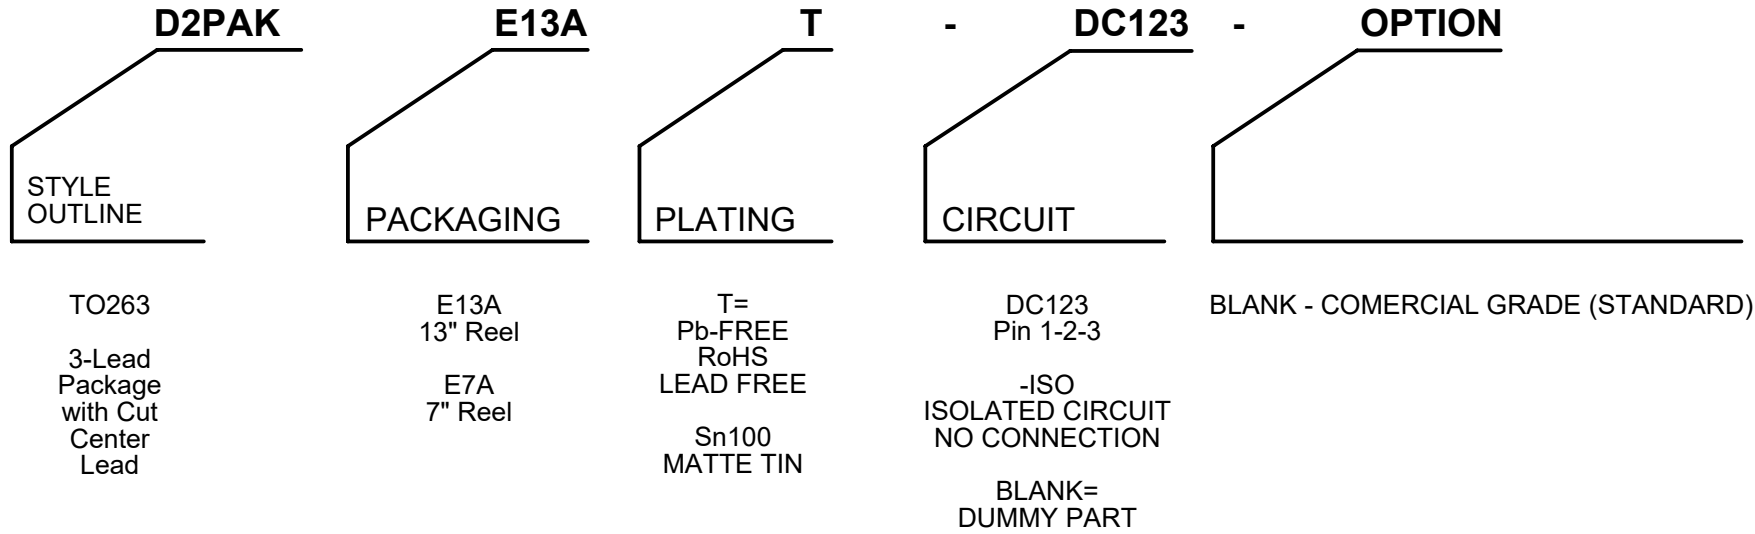 D2PAK E13A T - DC123 - OPTION
STYLE
OUTLINE
PACKAGING
PLATING
CIRCUIT
TO263
3-Lead
Package
with Cut
Center
Lead
E13A
13" Reel
E7A
7" Reel
T=
Pb-FREE
RoHS
LEAD FREE
Sn100
MATTE TIN
DC123
Pin 1-2-3
-ISO
ISOLATED CIRCUIT
NO CONNECTION
BLANK=
DUMMY PART
BLANK - COMERCIAL GRADE (STANDARD)